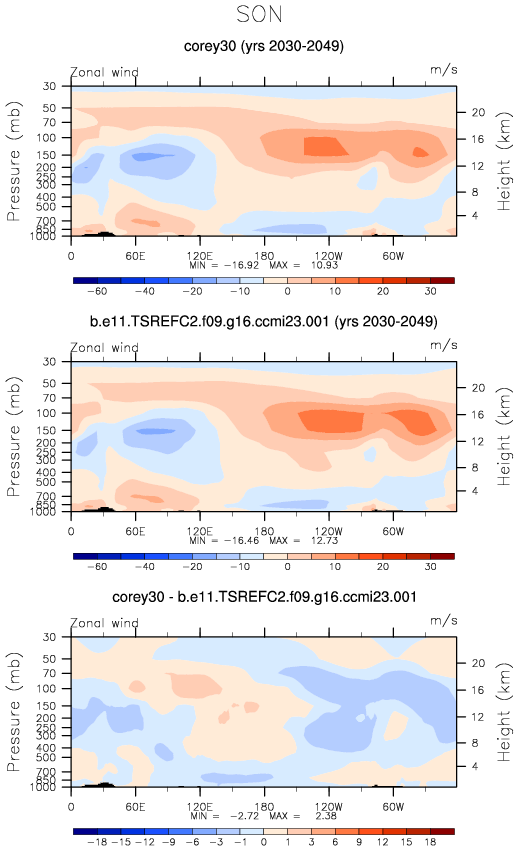 SON
corey30 (yrs 2030-2049)
Zonal wind m/s
Pressure (mb)
Height (km)
30
50
70
100
150
200
250
300
400
500
700
850
1000
20
16
12
8
4
0 60E 120E 180 120W 60W
MIN = -16.92 MAX = 10.93
-60 -40 -20 -10 0 10 20 30
b.e11.TSREFC2.f09.g16.ccmi23.001 (yrs 2030-2049)
Zonal wind m/s
Pressure (mb)
Height (km)
30
50
70
100
150
200
250
300
400
500
700
850
1000
20
16
12
8
4
0 60E 120E 180 120W 60W
MIN = -16.46 MAX = 12.73
-60 -40 -20 -10 0 10 20 30
corey30 - b.e11.TSREFC2.f09.g16.ccmi23.001
Zonal wind m/s
Pressure (mb)
Height (km)
30
50
70
100
150
200
250
300
400
500
700
850
1000
20
16
12
8
4
0 60E 120E 180 120W 60W
MIN = -2.72 MAX = 2.38
-18 -15 -12 -9 -6 -3 -1 0 1 3 6 9 12 15 18